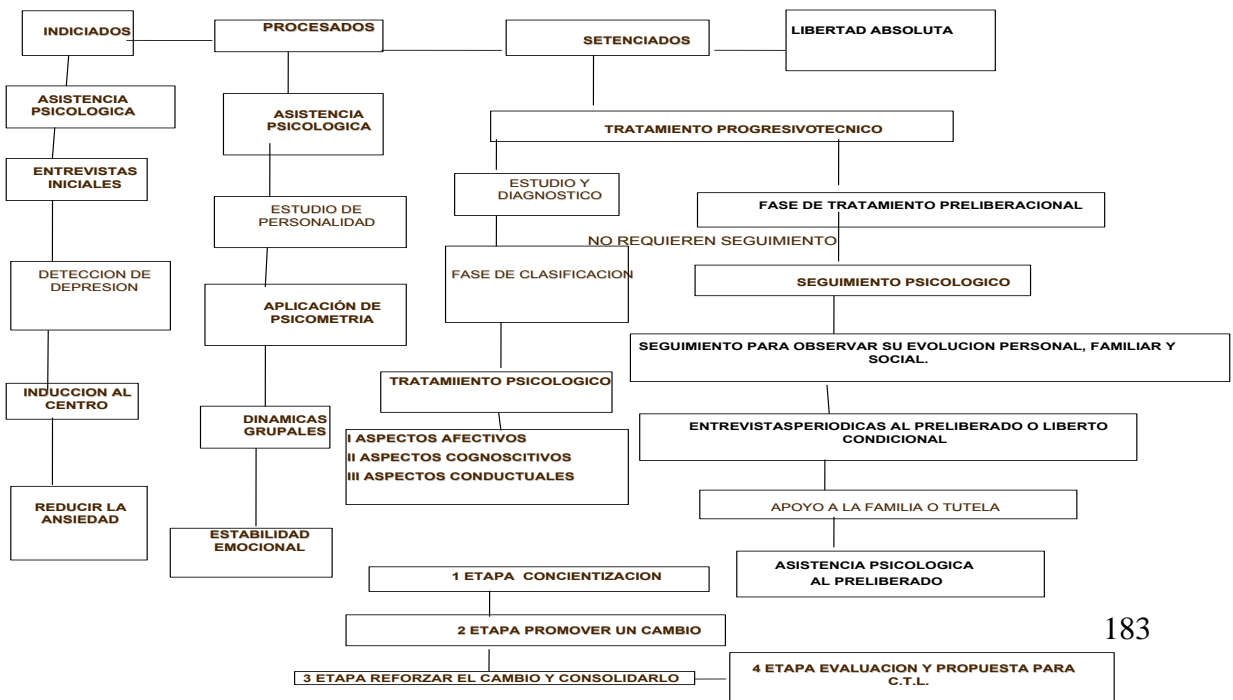 INDICIADOS
PROCESADOS
SETENCIADOS
LIBERTAD ABSOLUTA
ASISTENCIA
PSICOLOGICA
ENTREVISTAS
INICIALES
DETECCION DE
DEPRESION
INDUCCION AL
CENTRO
REDUCIR LA
ANSIEDAD
ASISTENCIA
PSICOLOGICA
ESTUDIO DE
PERSONALIDAD
APLICACIÓN DE
PSICOMETRIA
DINAMICAS
GRUPALES
ESTABILIDAD
EMOCIONAL
TRATAMIENTO PROGRESIVOTECNICO
ESTUDIO Y
DIAGNOSTICO
FASE DE CLASIFICACION
TRATAMIIENTO PSICOLOGICO
I ASPECTOS AFECTIVOS
II ASPECTOS COGNOSCITIVOS
III ASPECTOS CONDUCTUALES
FASE DE TRATAMIENTO PRELIBERACIONAL
NO REQUIEREN SEGUIMIENTO
SEGUIMIENTO PSICOLOGICO
SEGUIMIENTO PARA OBSERVAR SU EVOLUCION PERSONAL, FAMILIAR Y
SOCIAL.
ENTREVISTASPERIODICAS AL PRELIBERADO O LIBERTO
CONDICIONAL
APOYO A LA FAMILIA O TUTELA
ASISTENCIA PSICOLOGICA
AL PRELIBERADO
1 ETAPA CONCIENTIZACION
2 ETAPA PROMOVER UN CAMBIO
3 ETAPA REFORZAR EL CAMBIO Y CONSOLIDARLO
4 ETAPA EVALUACION Y PROPUESTA PARA
C.T.L.
183